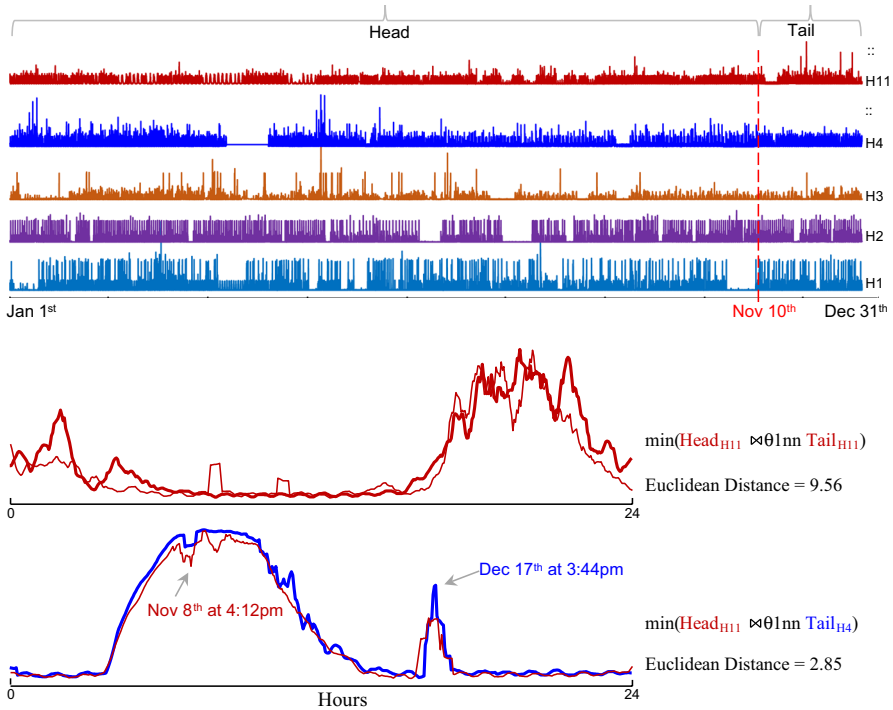 Head
Tail
::
H11
::
H4
H3
H2
H1
Jan 1st
Nov 10th
Dec 31th
min(HeadH11 ⋈θ1nn TailH11)
Euclidean Distance = 9.56
0
24
Dec 17th at 3:44pm
Nov 8th at 4:12pm
min(HeadH11 ⋈θ1nn TailH4)
Euclidean Distance = 2.85
0
Hours
24